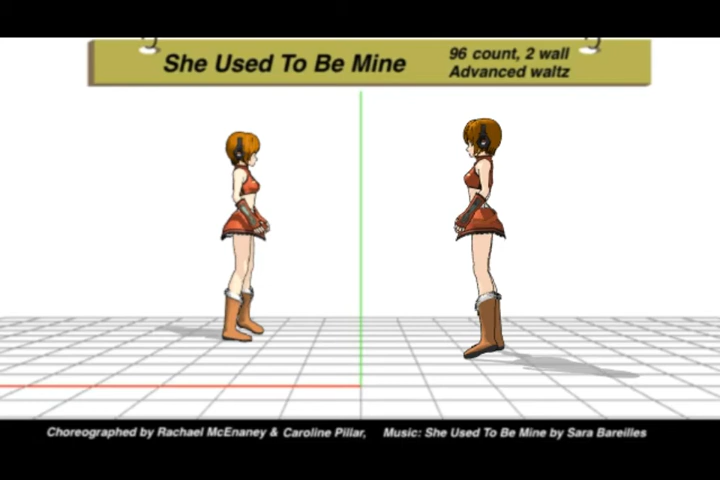 She Used To Be Mine
96 count, 2 wall
Advanced waltz
Choreographed by Rachael McEnaney & Caroline Pillar, Music: She Used To Be Mine by Sara Bareilles